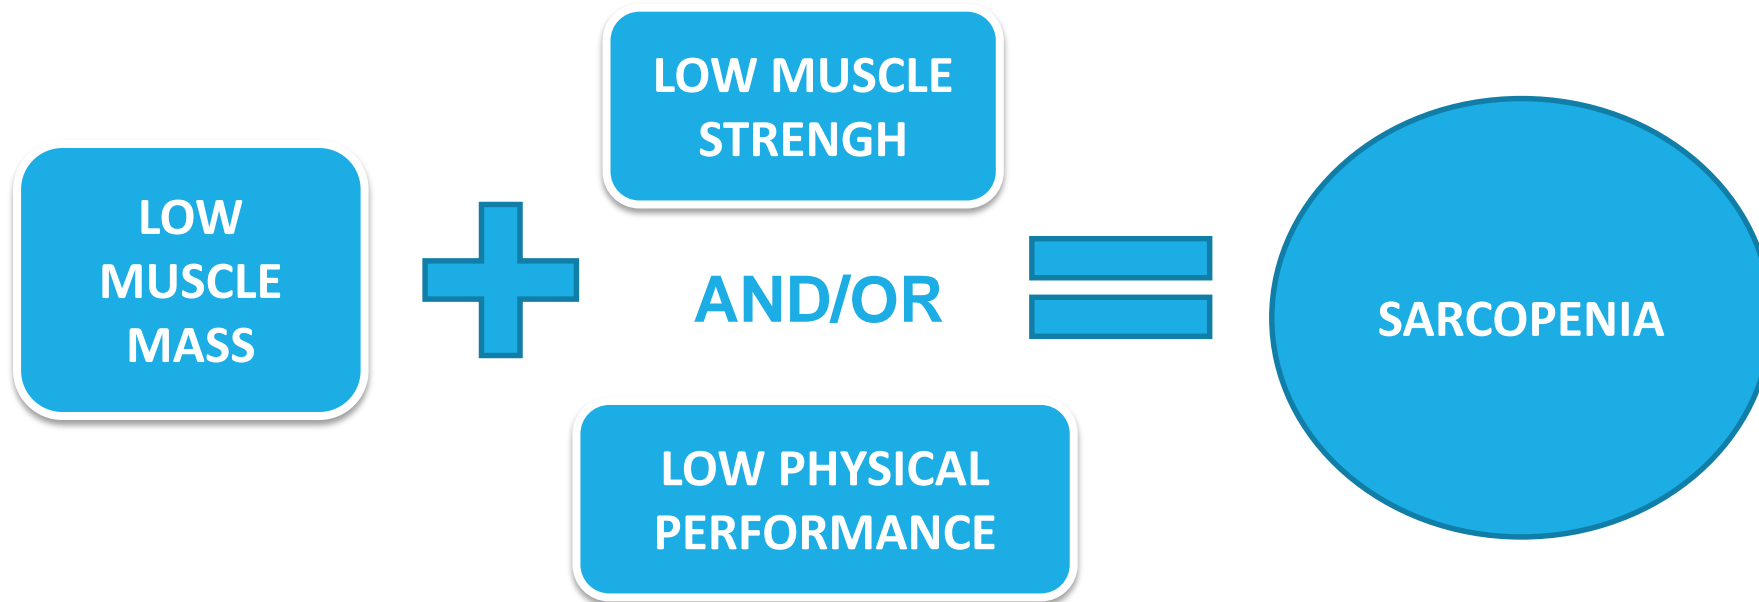 LOW
MUSCLE
MASS
LOW MUSCLE
STRENGH
AND/OR
LOW PHYSICAL
PERFORMANCE
SARCOPENIA